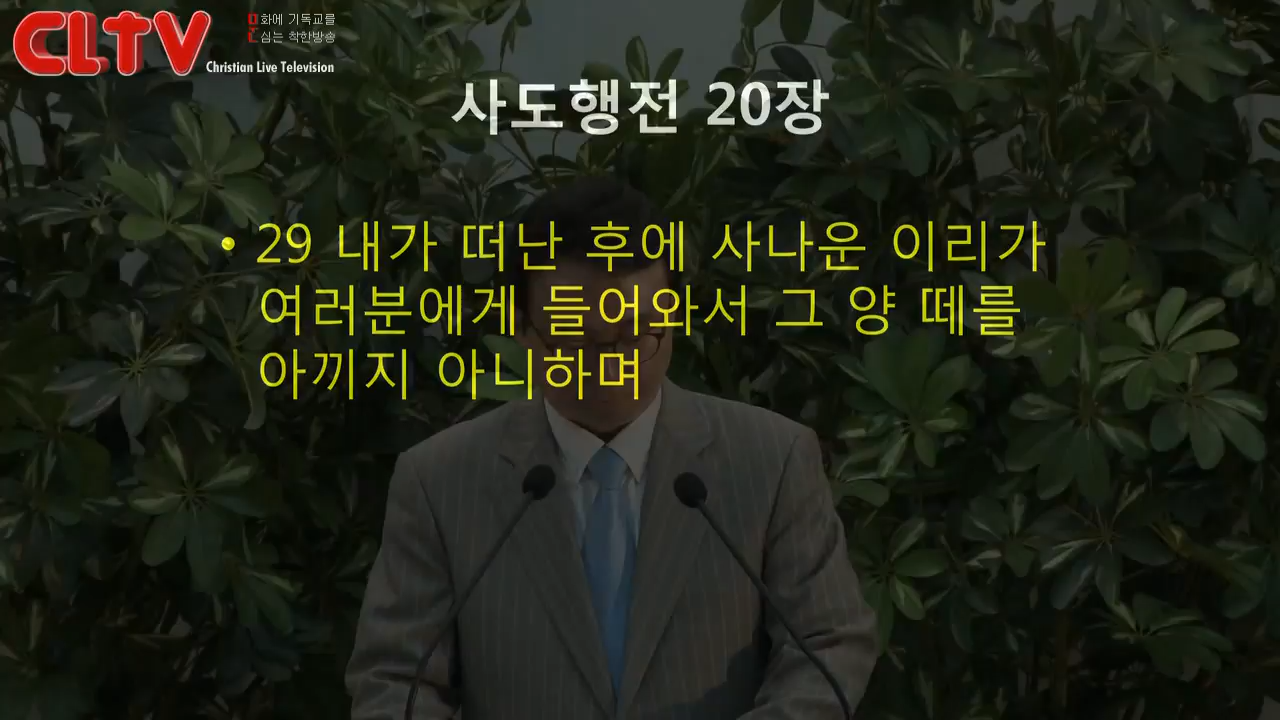 CLTV
문화에 기독교를
심는 착한방송
Christian Live Television
사도행전 20장
• 29 내가 떠난 후에 사나운 이리가
여러분에게 들어와서 그 양 떼를
아끼지 아니하며